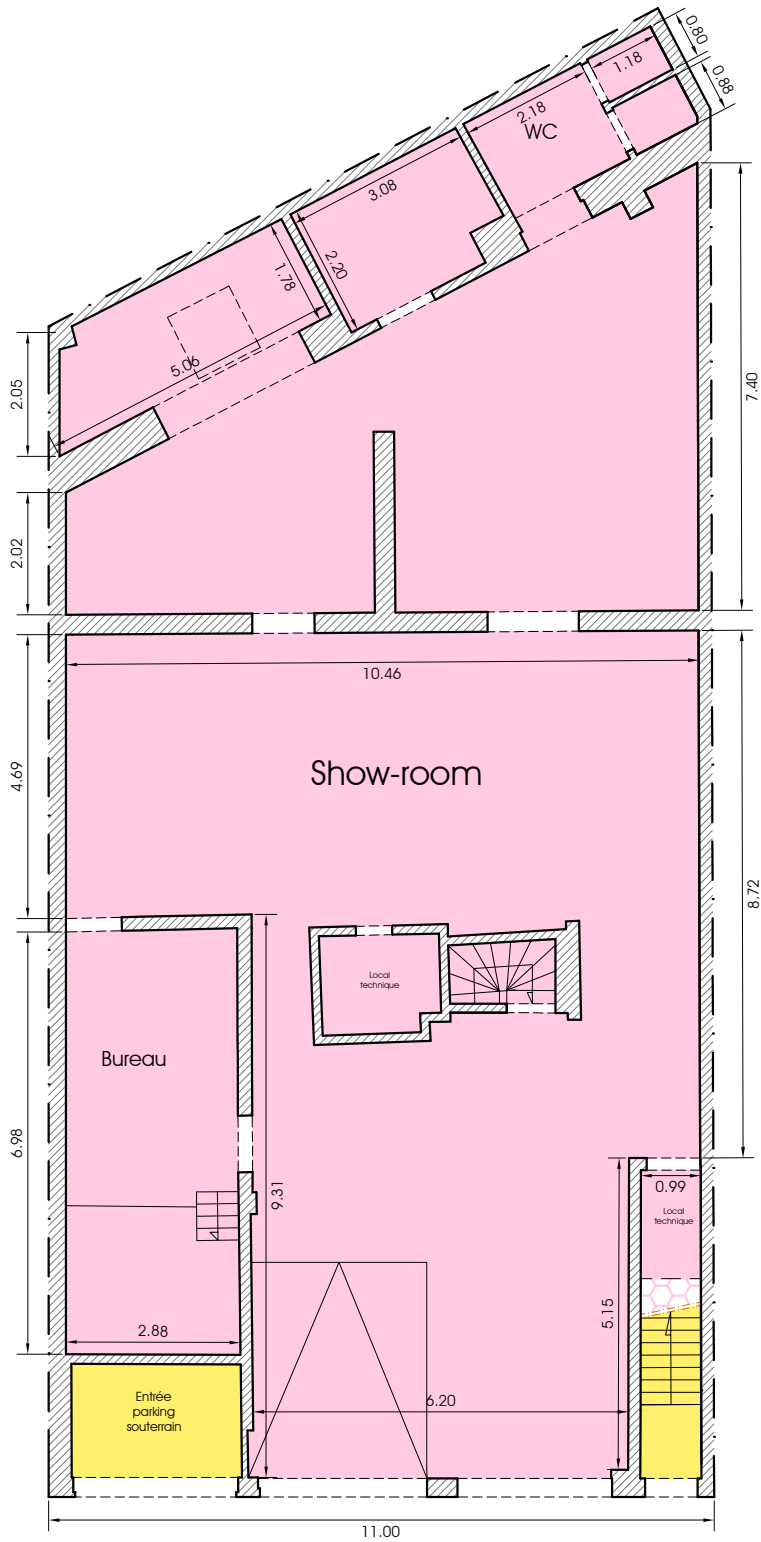 0.80
1.18
0.88
2.18
WC
3.08
2.20
1.78
5.06
2.05
7.40
2.02
10.46
Show-room
4.69
8.72
Local
technique
Bureau
6.98
9.31
0.99
Local
technique
5.15
2.88
6.20
Entrée
parking
souterrain
11.00